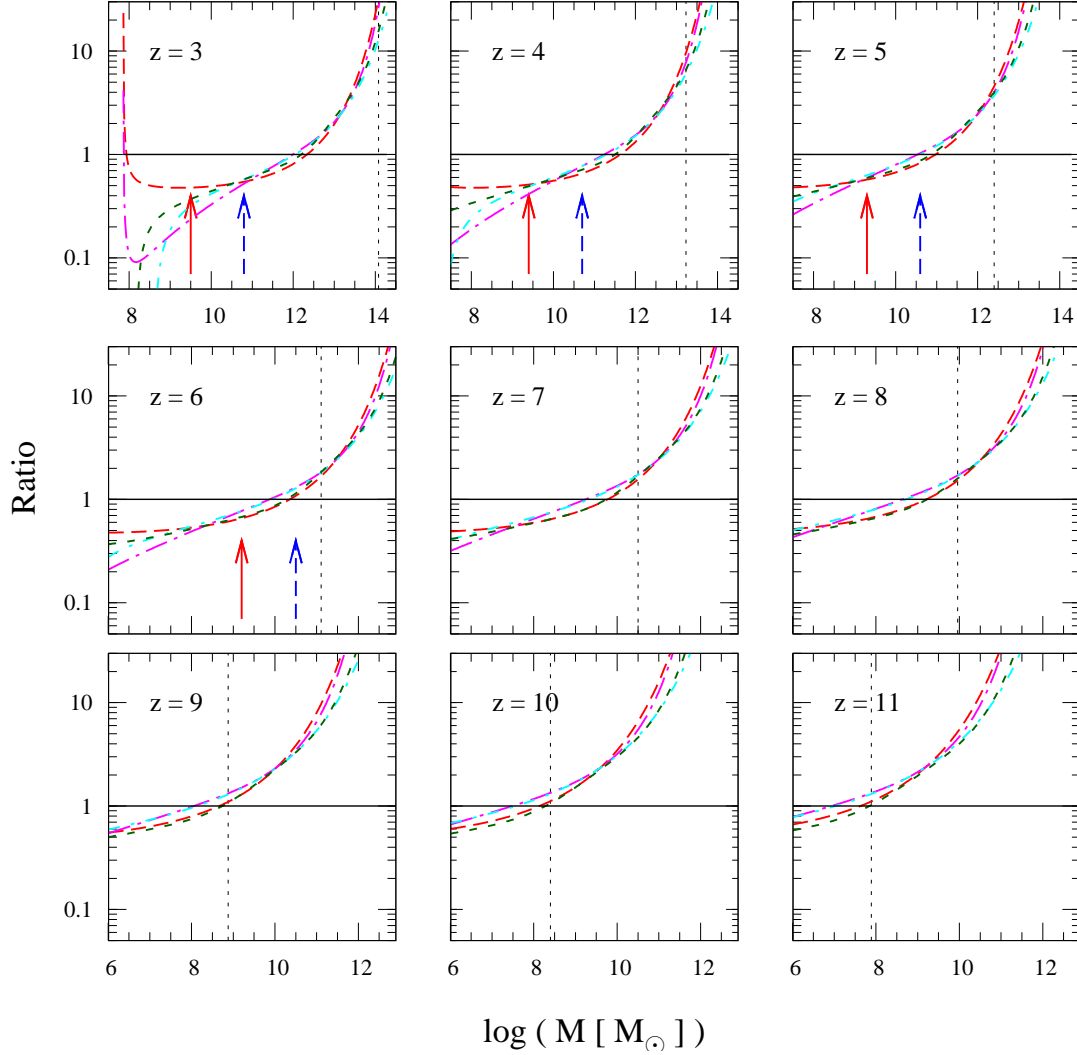 10
1
0.1
z = 3
z = 4
z = 5
8 10 12 14
8 10 12 14
8 10 12 14
Ratio
10
1
0.1
z = 6
z = 7
z = 8
10
1
0.1
z = 9
z = 10
z = 11
6 8 10 12
6 8 10 12
6 8 10 12
log ( M [ M☉ ] )